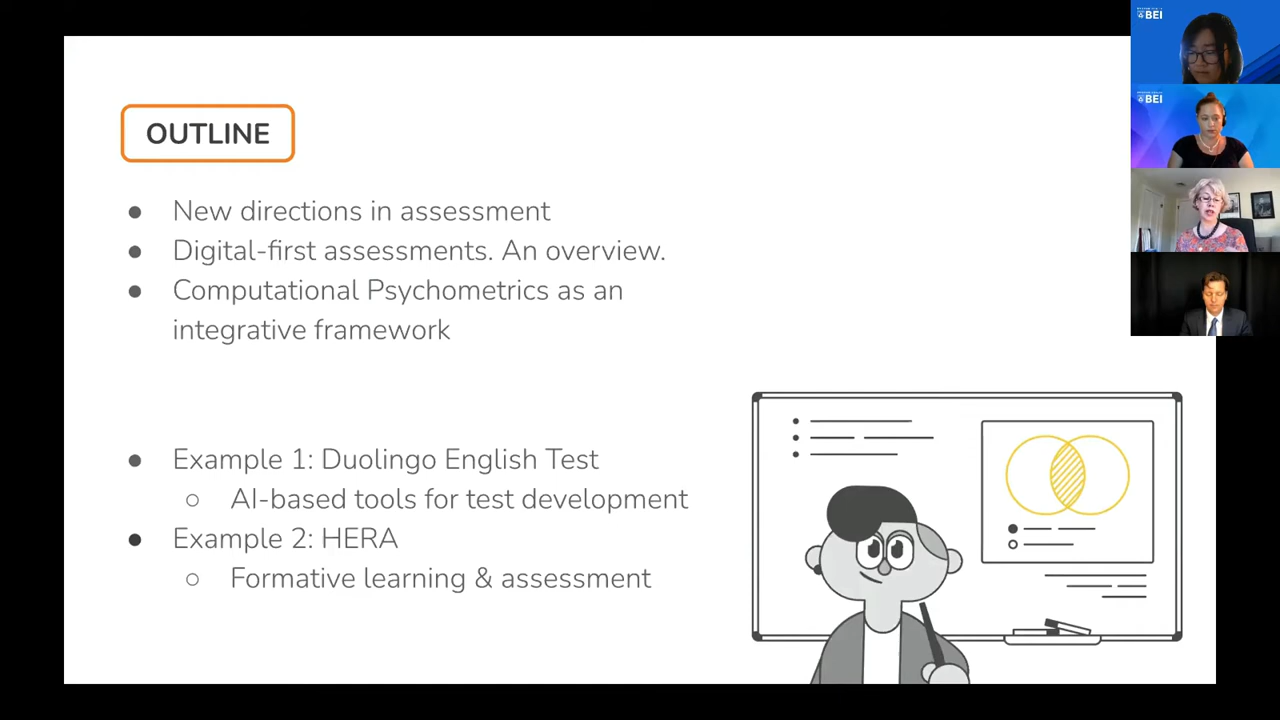 OUTLINE
● New directions in assessment
● Digital-first assessments. An overview.
● Computational Psychometrics as an
integrative framework
● Example 1: Duolingo English Test
○ AI-based tools for test development
● Example 2: HERA
○ Formative learning & assessment
BEI
BEI